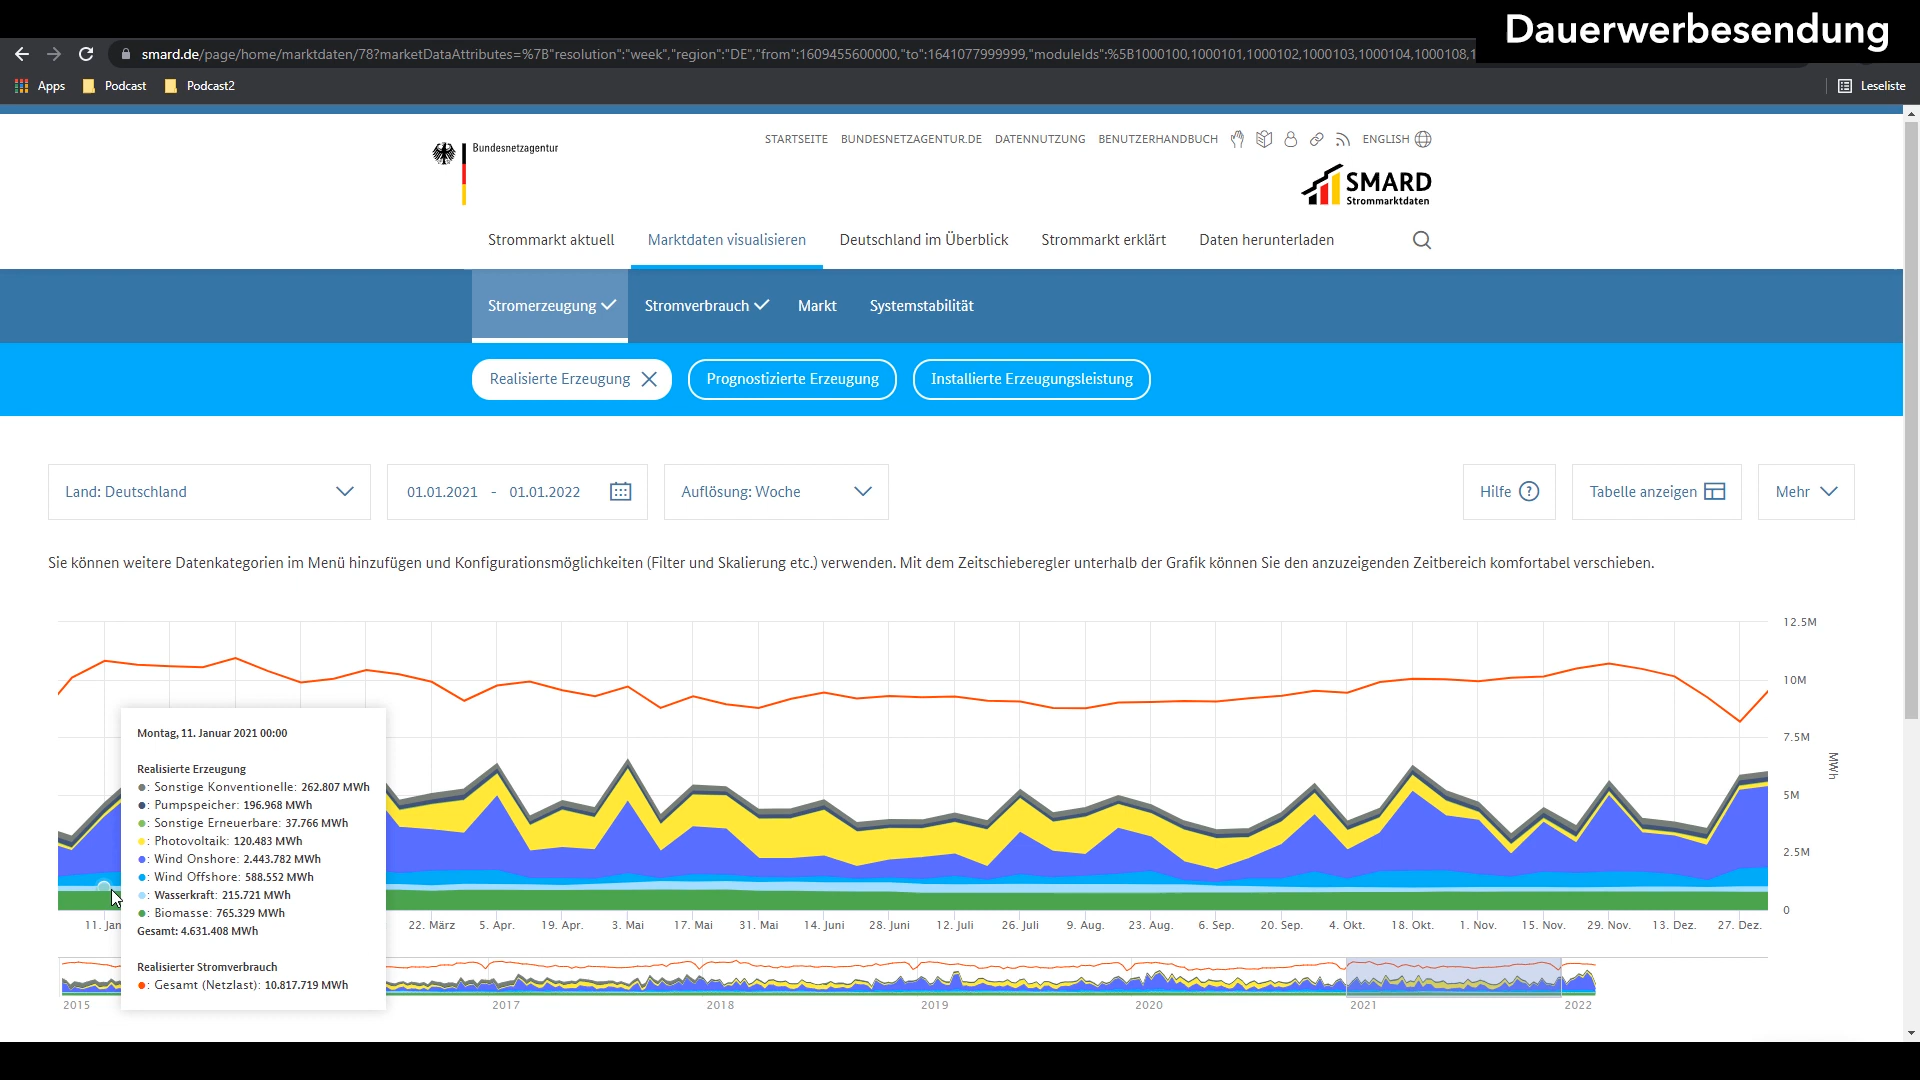 Dauerwerbesendung
smard.de/page/home/marktdaten/78?marketDataAttributes=%7B"resolution":"week","region":"DE","from":1609455600000,"to":1641077999999,"moduleIds":%5B1000100,1000101,1000102,1000103,1000104,1000108,1
Apps Podcast Podcast2 Leseliste
STARTSEITE BUNDESNETZAGENTUR.DE DATENNUTZUNG BENUTZERHANDBUCH ENGLISH
Bundesnetzagentur
SMARD
Strommarktdaten
Strommarkt aktuell Marktdaten visualisieren Deutschland im Überblick Strommarkt erklärt Daten herunterladen
Stromerzeugung Stromverbrauch Markt Systemstabilität
Realisierte Erzeugung Prognostizierte Erzeugung Installierte Erzeugungsleistung
Land: Deutschland 01.01.2021 - 01.01.2022 Auflösung: Woche Hilfe ? Tabelle anzeigen Mehr
Sie können weitere Datenkategorien im Menü hinzufügen und Konfigurationsmöglichkeiten (Filter und Skalierung etc.) verwenden. Mit dem Zeitschieberegler unterhalb der Grafik können Sie den anzuzeigenden Zeitbereich komfortabel verschieben.
12.5M
10M
7.5M
5M
2.5M
0
MWh
Montag, 11. Januar 2021 00:00
Realisierte Erzeugung
: Sonstige Konventionelle: 262.807 MWh
: Pumpspeicher: 196.968 MWh
: Sonstige Erneuerbare: 37.766 MWh
: Photovoltaik: 120.483 MWh
: Wind Onshore: 2.443.782 MWh
: Wind Offshore: 588.552 MWh
: Wasserkraft: 215.721 MWh
: Biomasse: 765.329 MWh
Gesamt: 4.631.408 MWh
Realisierter Stromverbrauch
: Gesamt (Netzlast): 10.817.719 MWh
11. Jan 22. März 5. Apr. 19. Apr. 3. Mai 17. Mai 31. Mai 14. Juni 28. Juni 12. Juli 26. Juli 9. Aug. 23. Aug. 6. Sep. 20. Sep. 4. Okt. 18. Okt. 1. Nov. 15. Nov. 29. Nov. 13. Dez. 27. Dez.
2015 2017 2018 2019 2020 2021 2022